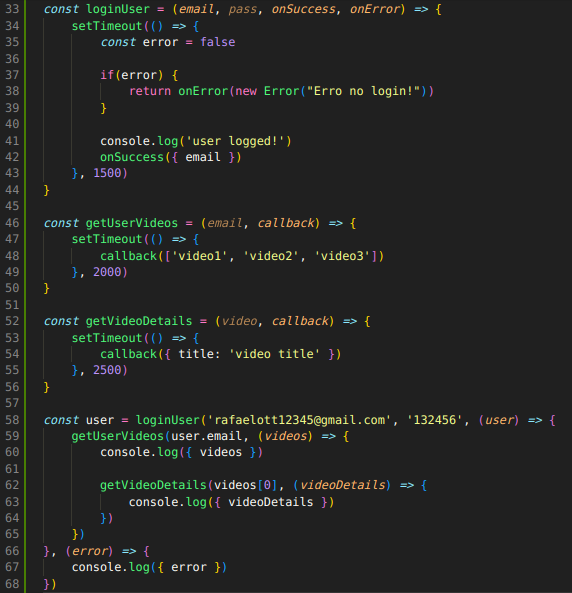 33 const loginUser = (email, pass, onSuccess, onError) => {
34     setTimeout(() => {
35         const error = false
36
37         if(error) {
38             return onError(new Error("Erro no login!"))
39         }
40
41         console.log('user logged!')
42         onSuccess({ email })
43     }, 1500)
44 }
45
46 const getUserVideos = (email, callback) => {
47     setTimeout(() => {
48         callback(['video1', 'video2', 'video3'])
49     }, 2000)
50 }
51
52 const getVideoDetails = (video, callback) => {
53     setTimeout(() => {
54         callback({ title: 'video title' })
55     }, 2500)
56 }
57
58 const user = loginUser('rafaelott12345@gmail.com', '132456', (user) => {
59     getUserVideos(user.email, (videos) => {
60         console.log({ videos })
61
62         getVideoDetails(videos[0], (videoDetails) => {
63             console.log({ videoDetails })
64         })
65     })
66 }, (error) => {
67     console.log({ error })
68 })